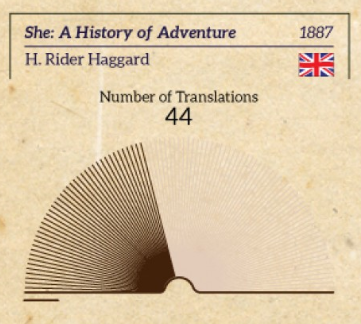 She: A History of Adventure 1887
H. Rider Haggard
Number of Translations
44